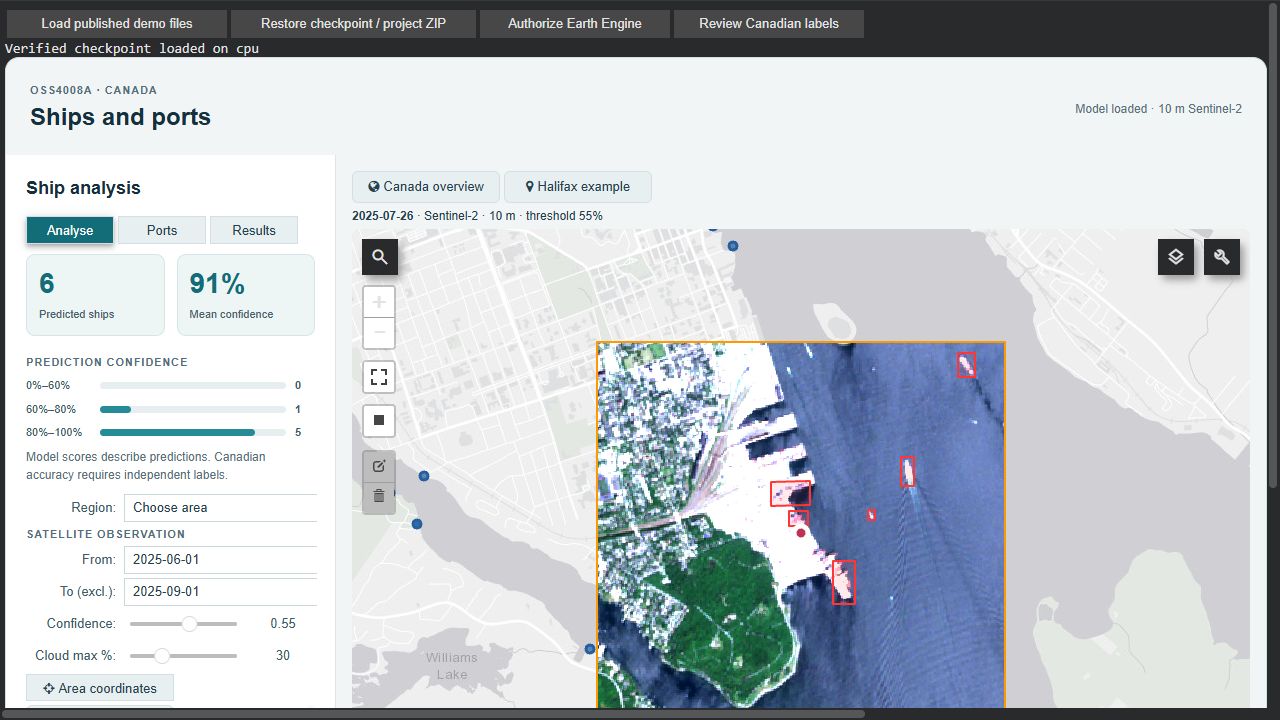 Load published demo files
Restore checkpoint / project ZIP
Authorize Earth Engine
Review Canadian labels
Verified checkpoint loaded on cpu
OSS4008A · CANADA
Ships and ports
Model loaded · 10 m Sentinel-2
Ship analysis
Analyse
Ports
Results
6
Predicted ships
91%
Mean confidence
PREDICTION CONFIDENCE
0%–60% 0
60%–80% 1
80%–100% 5
Model scores describe predictions. Canadian
accuracy requires independent labels.
Region: Choose area
SATELLITE OBSERVATION
From: 2025-06-01
To (excl.): 2025-09-01
Confidence: 0.55
Cloud max %: 30
Area coordinates
Canada overview
Halifax example
2025-07-26 · Sentinel-2 · 10 m · threshold 55%
+
−
Williams
Lake